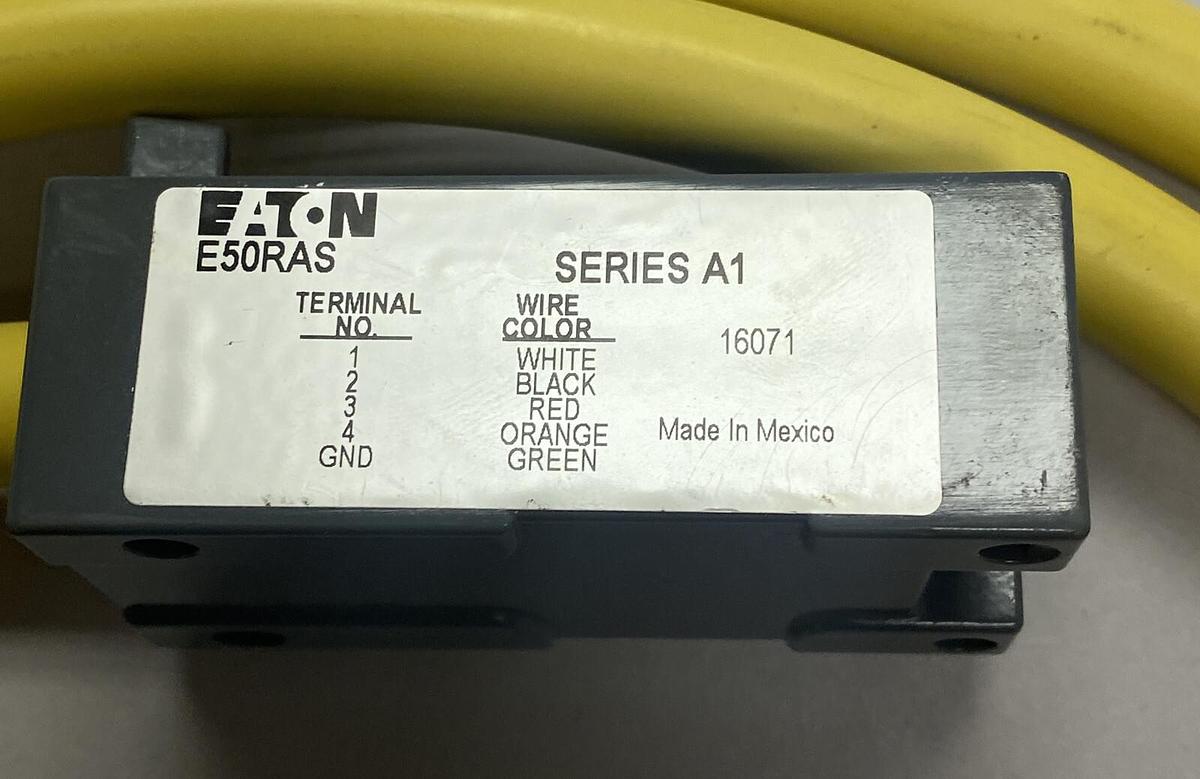 EATON
E50RAS
SERIES A1
TERMINAL NO. WIRE COLOR
1 WHITE
2 BLACK
3 RED
4 ORANGE
GND GREEN
16071
Made In Mexico